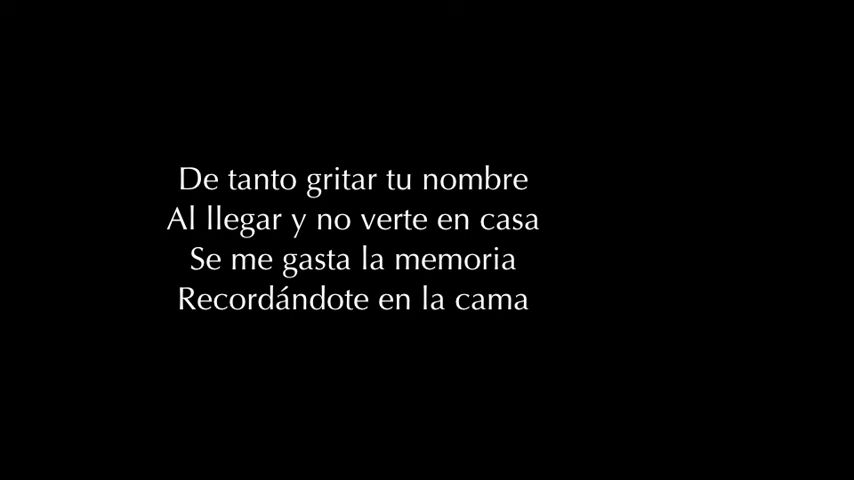 De tanto gritar tu nombre
Al llegar y no verte en casa
Se me gasta la memoria
Recordándote en la cama